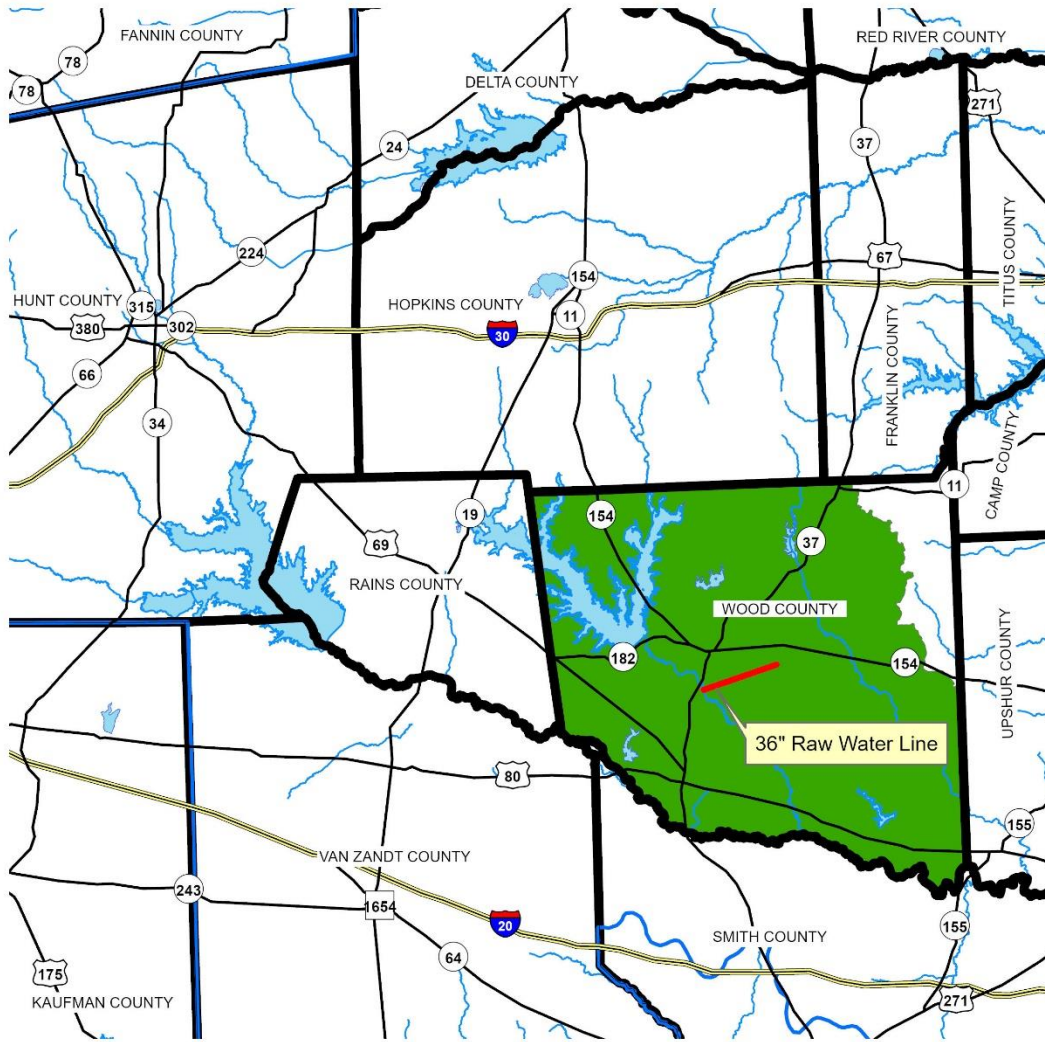 FANNIN COUNTY
RED RIVER COUNTY
78
DELTA COUNTY
78
271
24
37
TITUS COUNTY
224
67
154
HUNT COUNTY
315
HOPKINS COUNTY
11
380
302
30
FRANKLIN COUNTY
66
34
CAMP COUNTY
11
19
154
69
37
RAINS COUNTY
WOOD COUNTY
182
154
UPSHUR COUNTY
36" Raw Water Line
80
155
VAN ZANDT COUNTY
243
1654
20
155
SMITH COUNTY
64
175
271
KAUFMAN COUNTY